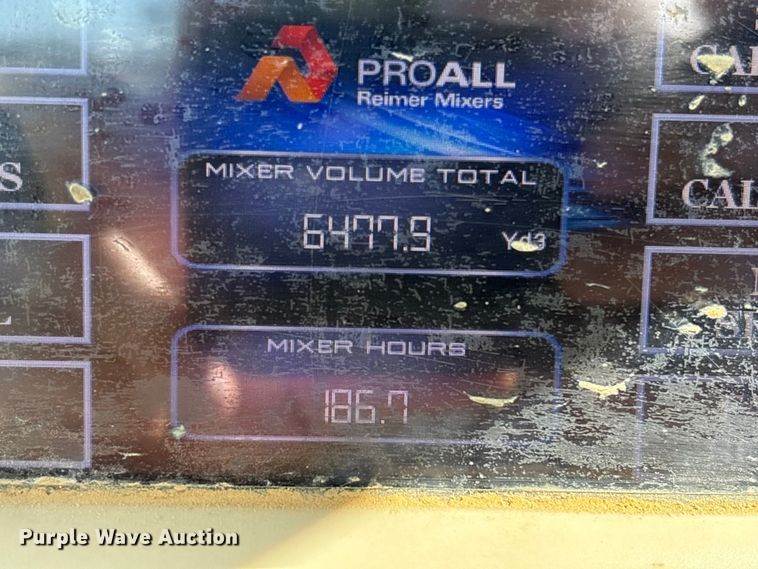 PROALL
Reimer Mixers
MIXER VOLUME TOTAL
6477.9 Yd3
MIXER HOURS
186.7
Purple Wave Auction